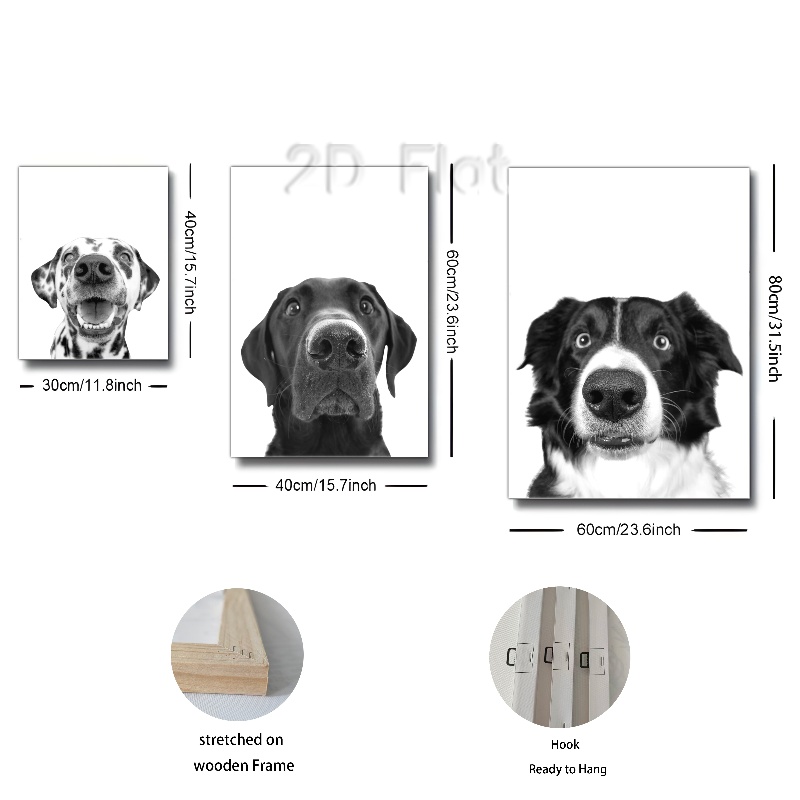 2D Flat
40cm/15.7inch
60cm/23.6inch
80cm/31.5inch
30cm/11.8inch
40cm/15.7inch
60cm/23.6inch
stretched on
wooden Frame
Hook
Ready to Hang